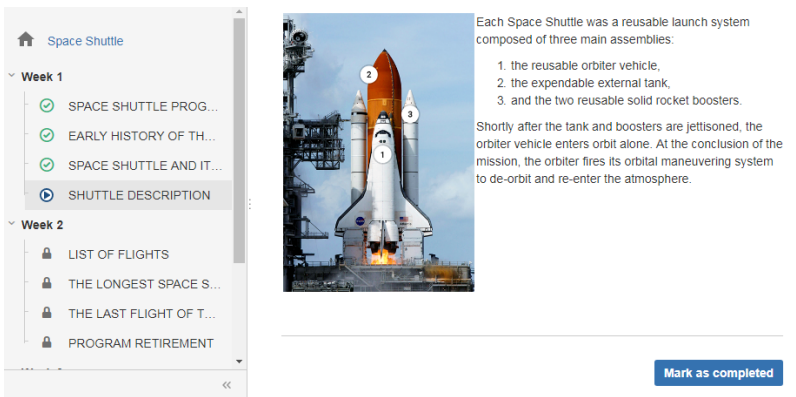 Space Shuttle
Week 1
SPACE SHUTTLE PROG...
EARLY HISTORY OF TH...
SPACE SHUTTLE AND IT...
SHUTTLE DESCRIPTION
Week 2
LIST OF FLIGHTS
THE LONGEST SPACE S...
THE LAST FLIGHT OF T...
PROGRAM RETIREMENT
2
3
1
Each Space Shuttle was a reusable launch system
composed of three main assemblies:
1. the reusable orbiter vehicle,
2. the expendable external tank,
3. and the two reusable solid rocket boosters.
Shortly after the tank and boosters are jettisoned, the
orbiter vehicle enters orbit alone. At the conclusion of the
mission, the orbiter fires its orbital maneuvering system
to de-orbit and re-enter the atmosphere.
Mark as completed